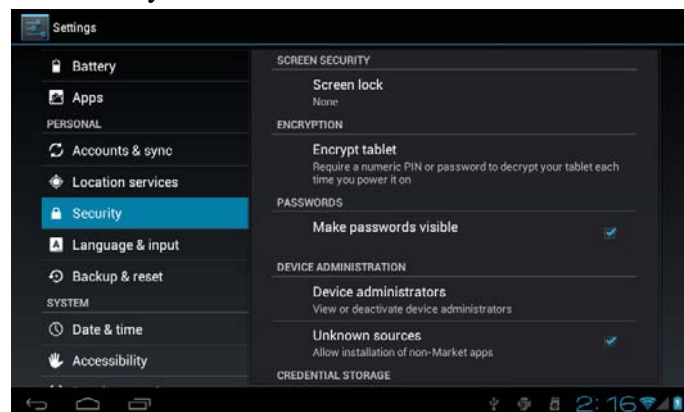 Settings
Battery
Apps
PERSONAL
Accounts & sync
Location services
Security
Language & input
Backup & reset
SYSTEM
Date & time
Accessibility
SCREEN SECURITY
Screen lock
None
ENCRYPTION
Encrypt tablet
Require a numeric PIN or password to decrypt your tablet each
time you power it on
PASSWORDS
Make passwords visible
DEVICE ADMINISTRATION
Device administrators
View or deactivate device administrators
Unknown sources
Allow installation of non-Market apps
CREDENTIAL STORAGE
2:16